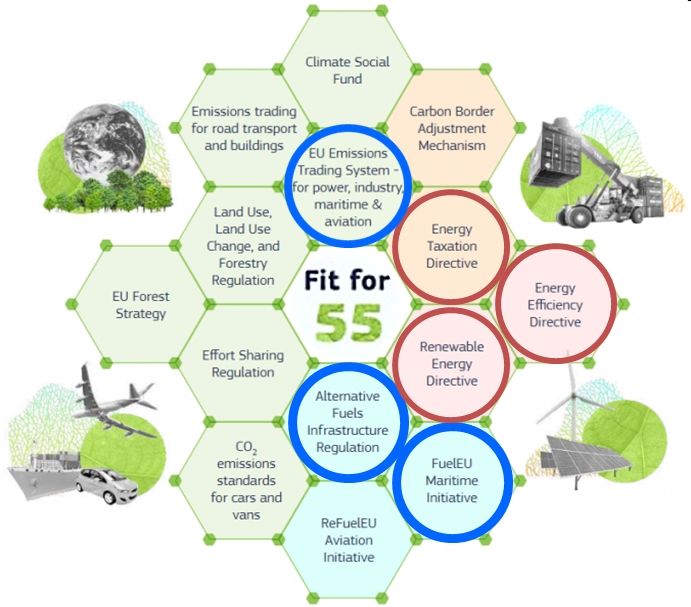 Climate Social
Fund
Emissions trading
for road transport
and buildings
Carbon Border
Adjustment
Mechanism
EU Emissions
Trading System -
for power, industry,
maritime &
aviation
Land Use,
Land Use
Change, and
Forestry
Regulation
Energy
Taxation
Directive
EU Forest
Strategy
Fit for
55
Energy
Efficiency
Directive
Effort Sharing
Regulation
Renewable
Energy
Directive
Alternative
Fuels
Infrastructure
Regulation
CO2
emissions
standards
for cars and
vans
FuelEU
Maritime
Initiative
ReFuelEU
Aviation
Initiative